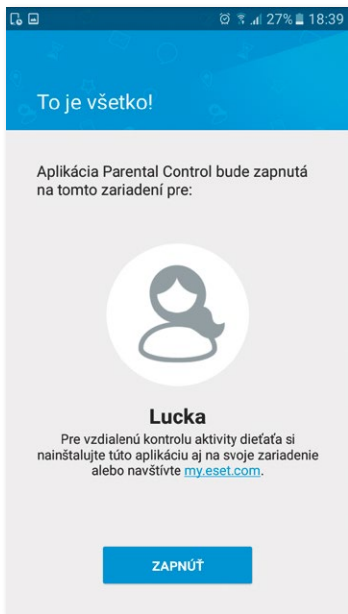 27% 18:39
To je všetko!
Aplikácia Parental Control bude zapnutá
na tomto zariadení pre:
Lucka
Pre vzdialenú kontrolu aktivity dieťaťa si
nainštalujte túto aplikáciu aj na svoje zariadenie
alebo navštívte my.eset.com.
ZAPNÚŤ